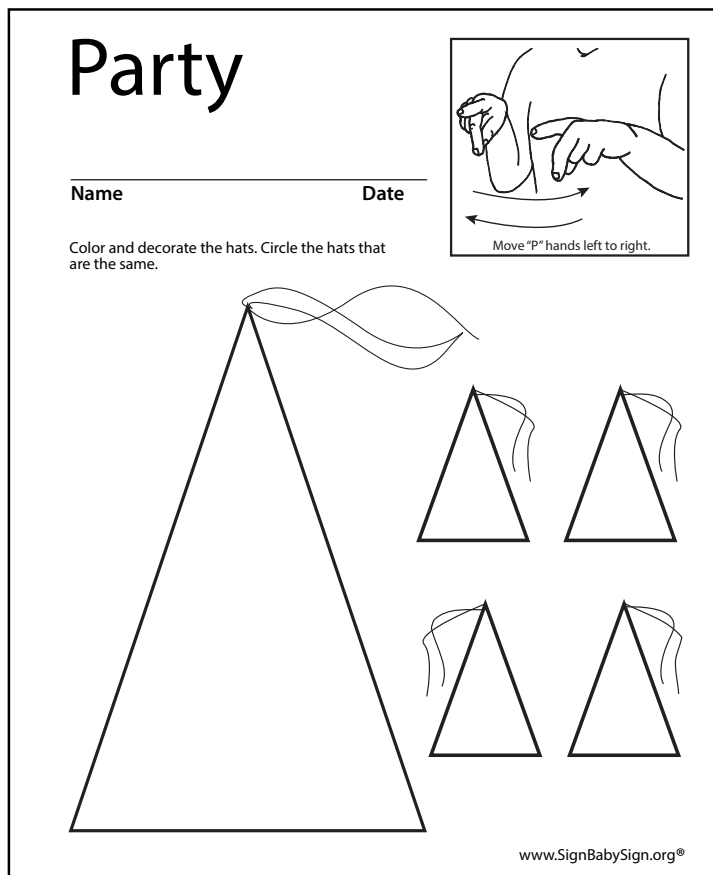 Party
Name Date
Move “P” hands left to right.
Color and decorate the hats. Circle the hats that
are the same.
www.SignBabySign.org®